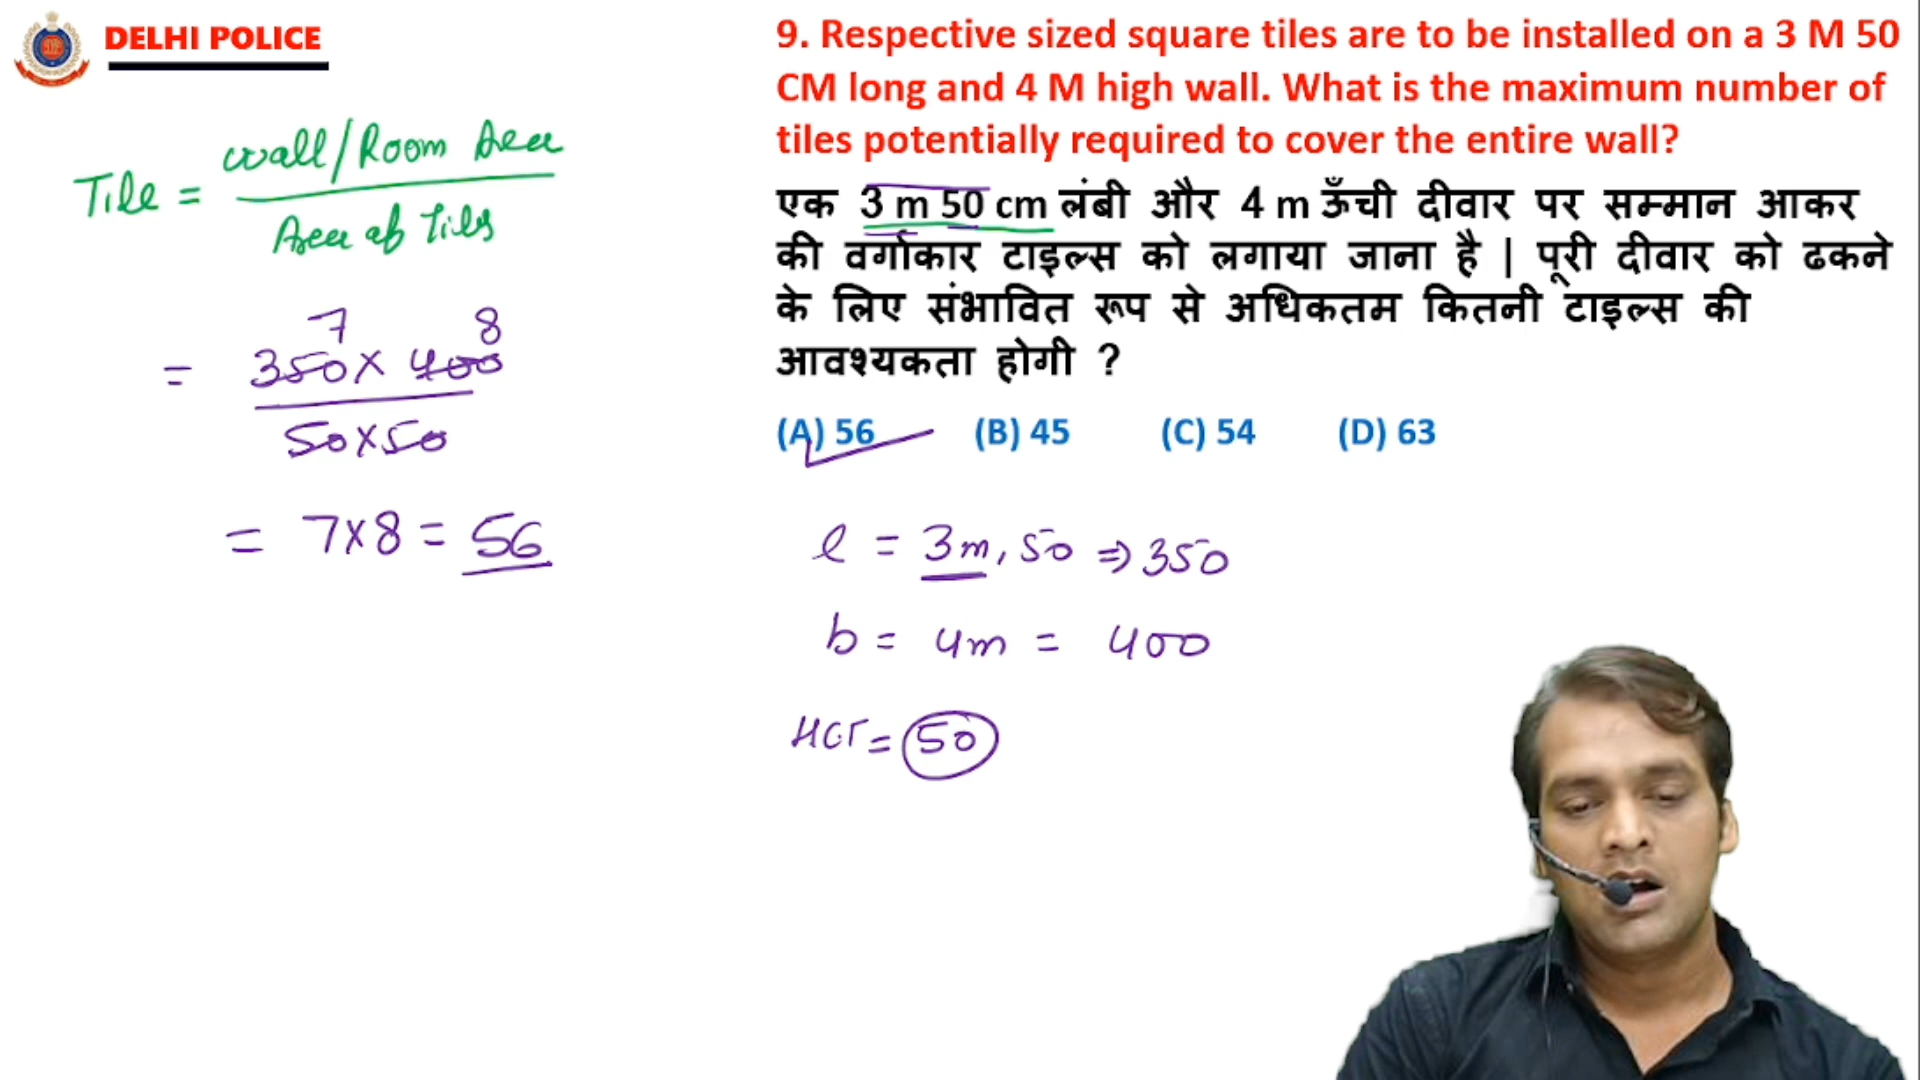 DELHI POLICE
9. Respective sized square tiles are to be installed on a 3 M 50
CM long and 4 M high wall. What is the maximum number of
tiles potentially required to cover the entire wall?
एक 3 m 50 cm लंबी और 4 m ऊँची दीवार पर सम्मान आकर
की वर्गाकार टाइल्स को लगाया जाना है | पूरी दीवार को ढकने
के लिए संभावित रूप से अधिकतम कितनी टाइल्स की
आवश्यकता होगी ?
(A) 56 (B) 45 (C) 54 (D) 63
Tile = wall/Room Area
Area of Tiles
7 8
= 350 x 400
50x50
= 7x8 = 56
l = 3m, 50 ⇒ 350
b = 4m = 400
HCF = 50